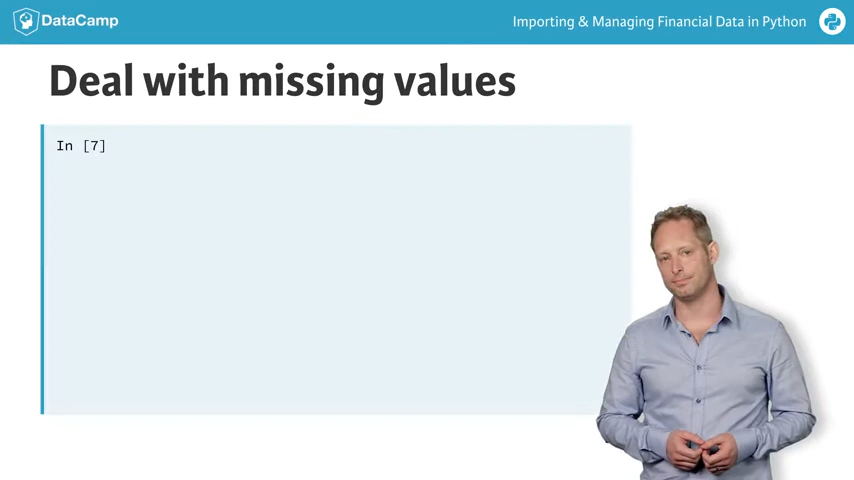 DataCamp
Importing & Managing Financial Data in Python
Deal with missing values
In [7]